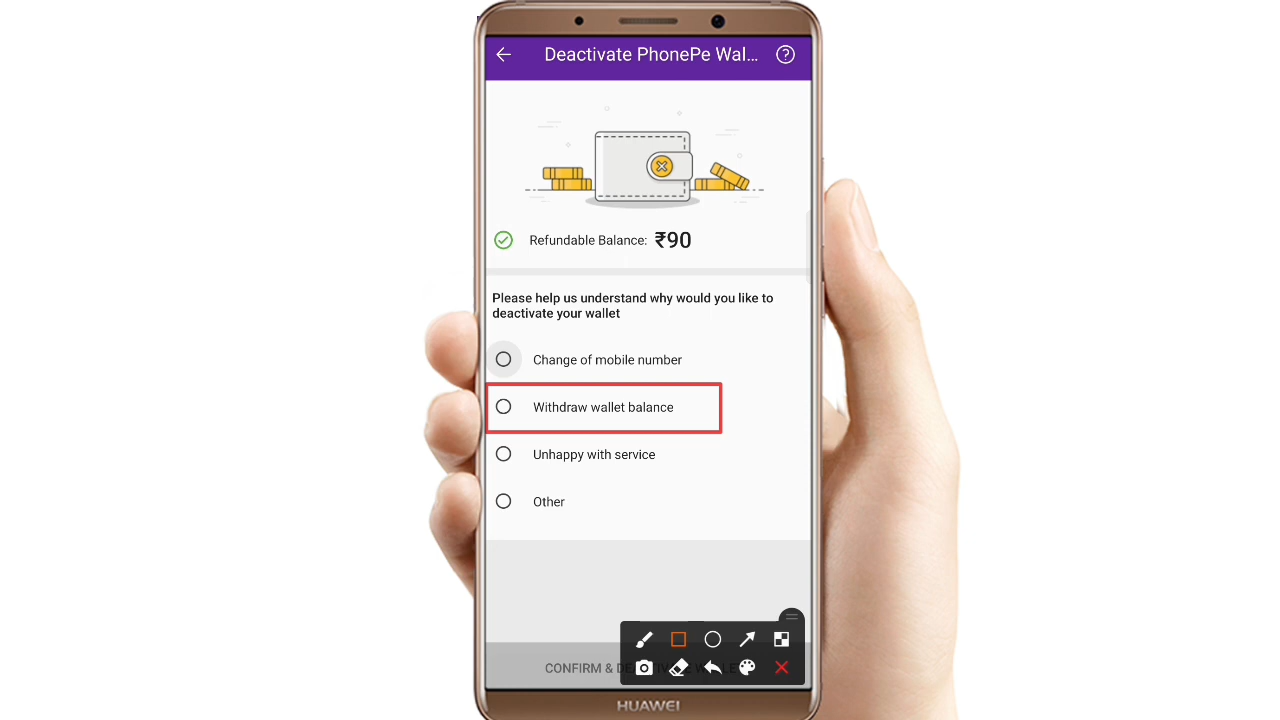 Deactivate PhonePe Wal...
Refundable Balance: ₹90
Please help us understand why would you like to
deactivate your wallet
Change of mobile number
Withdraw wallet balance
Unhappy with service
Other
CONFIRM & DE
HUAWEI